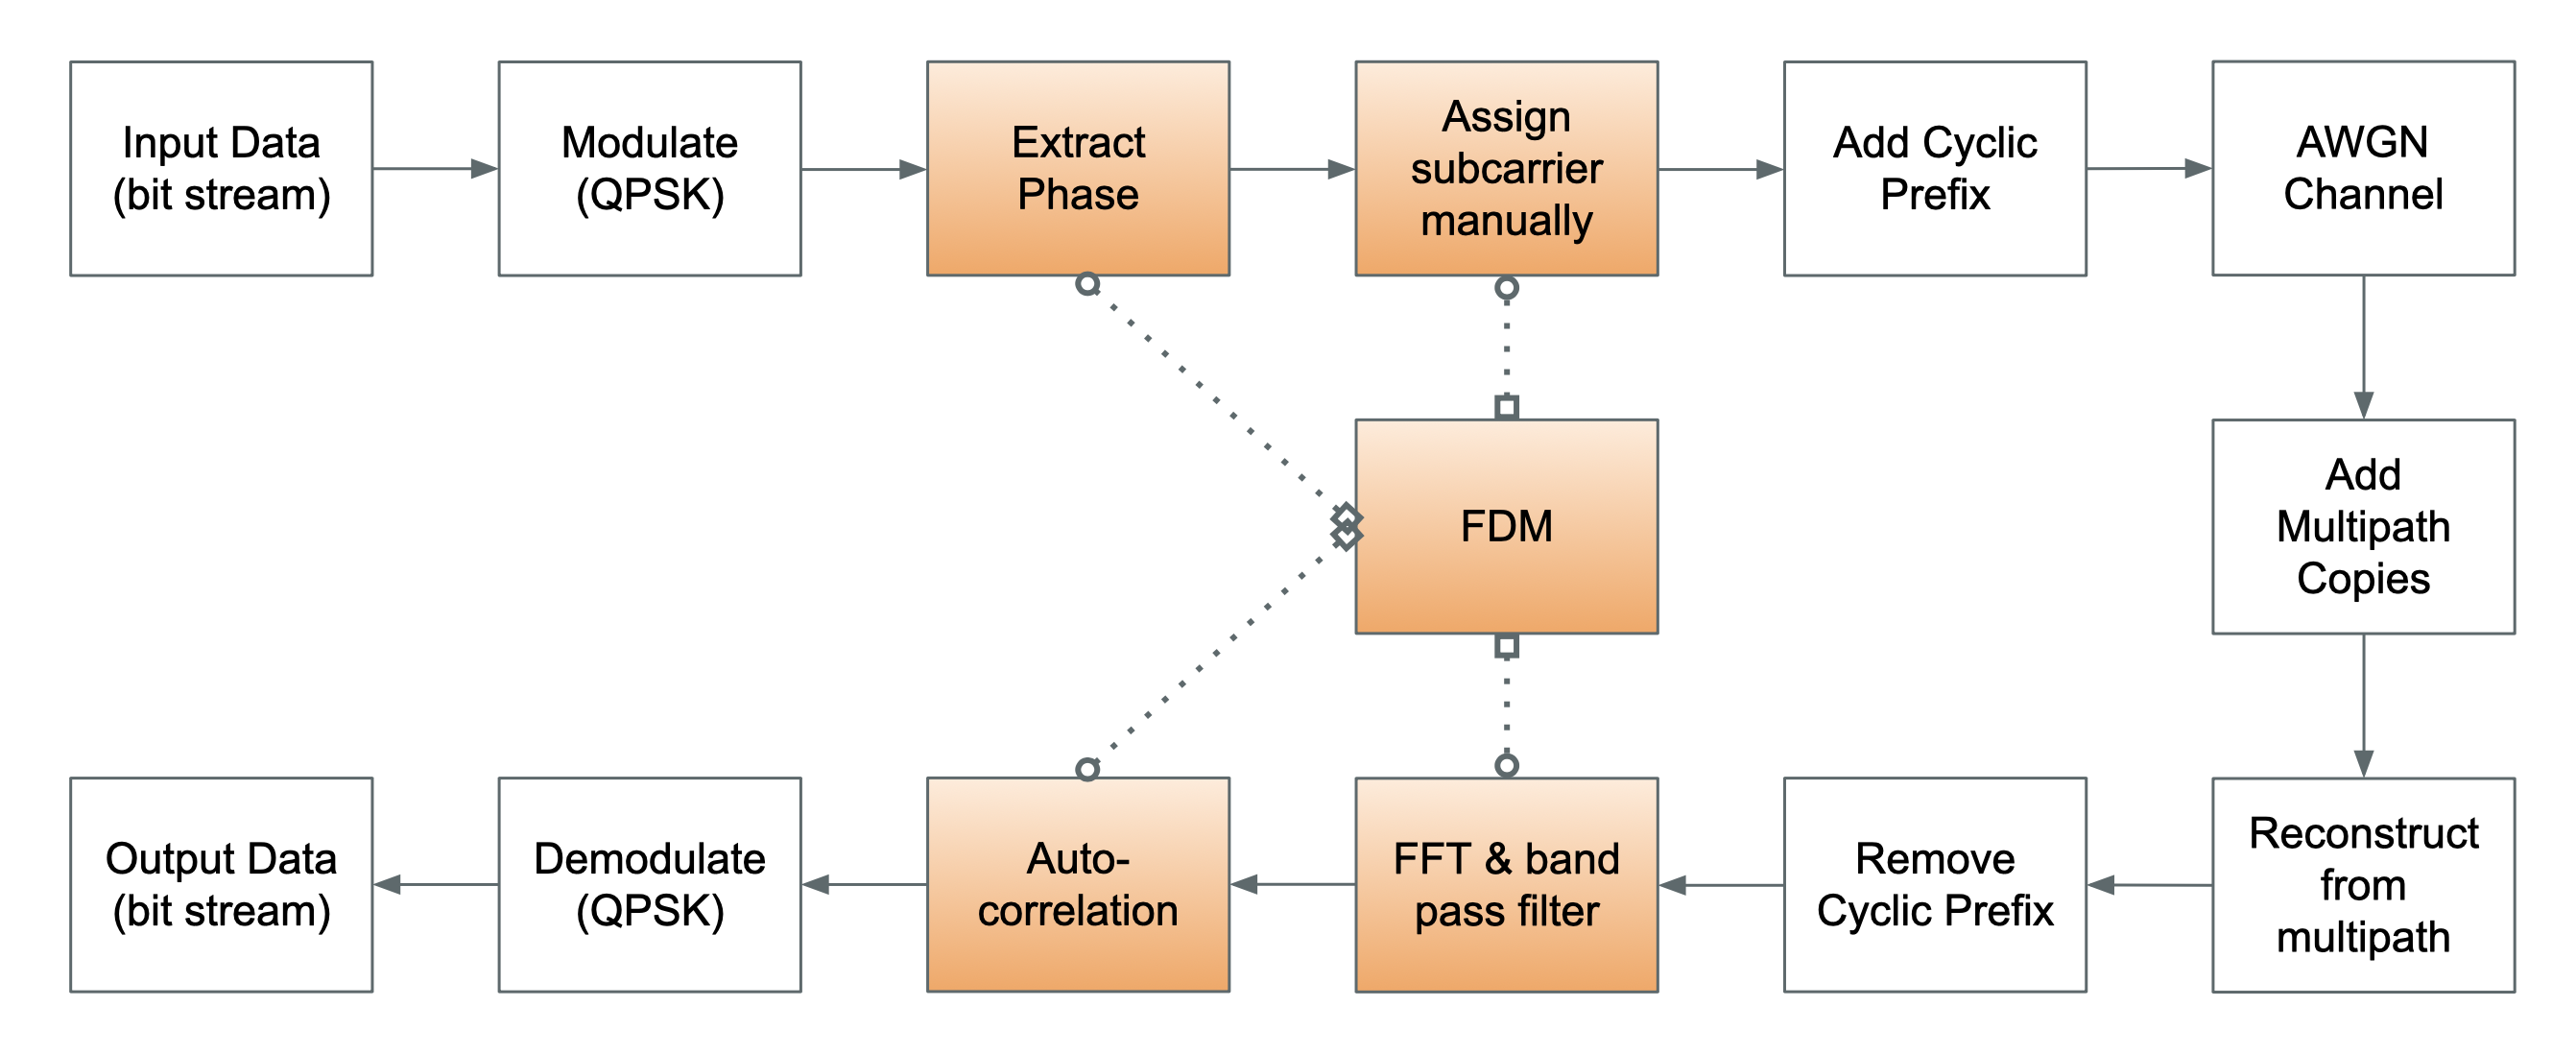 Input Data
(bit stream)
Modulate
(QPSK)
Extract
Phase
Assign
subcarrier
manually
Add Cyclic
Prefix
AWGN
Channel
FDM
Add
Multipath
Copies
Output Data
(bit stream)
Demodulate
(QPSK)
Auto-
correlation
FFT & band
pass filter
Remove
Cyclic Prefix
Reconstruct
from
multipath